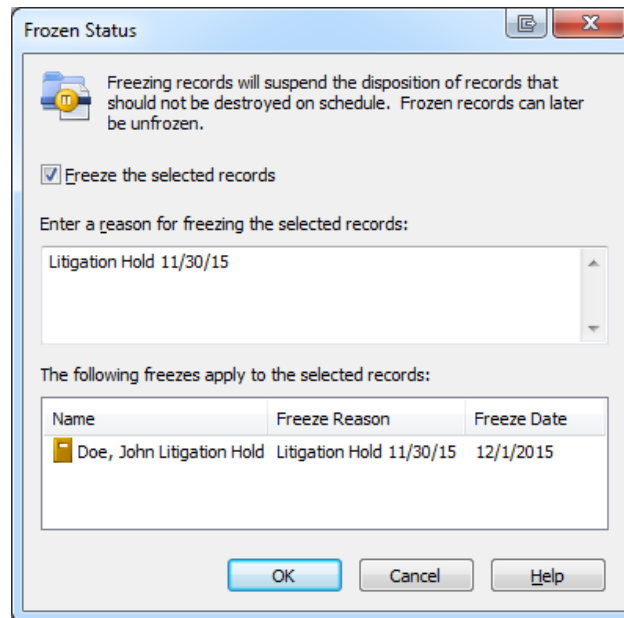 Frozen Status
Freezing records will suspend the disposition of records that
should not be destroyed on schedule.  Frozen records can later
be unfrozen.
Freeze the selected records
Enter a reason for freezing the selected records:
Litigation Hold 11/30/15
The following freezes apply to the selected records:
Name Freeze Reason Freeze Date
Doe, John Litigation Hold Litigation Hold 11/30/15 12/1/2015
OK Cancel Help